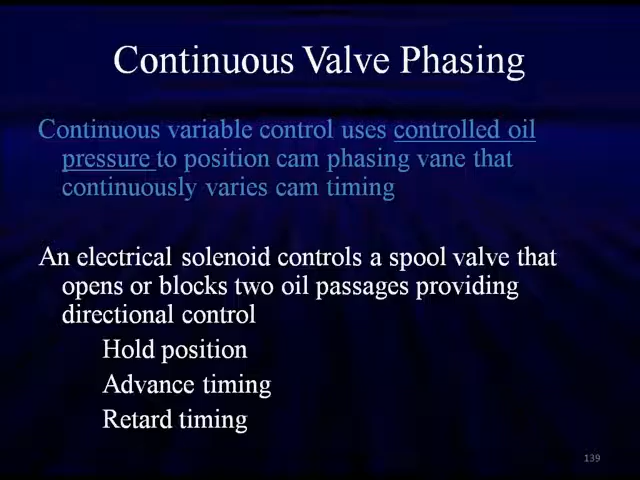 Continuous Valve Phasing
Continuous variable control uses controlled oil
pressure to position cam phasing vane that
continuously varies cam timing
An electrical solenoid controls a spool valve that
opens or blocks two oil passages providing
directional control
Hold position
Advance timing
Retard timing
139